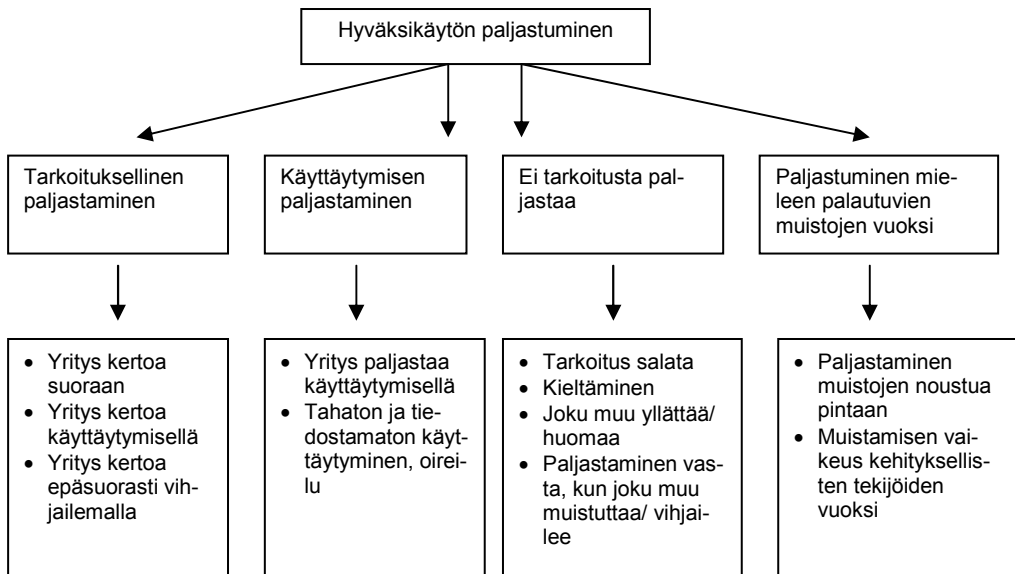 Hyväksikäytön paljastuminen
Tarkoituksellinen
paljastaminen
Käyttäytymisen
paljastaminen
Ei tarkoitusta pal-
jastaa
Paljastuminen mie-
leen palautuvien
muistojen vuoksi
• Yritys kertoa
suoraan
• Yritys kertoa
käyttäytymisellä
• Yritys kertoa
epäsuorasti vih-
jailemalla
• Yritys paljastaa
käyttäytymisellä
• Tahaton ja tie-
dostamaton käyt-
täytyminen, oirei-
lu
• Tarkoitus salata
• Kieltäminen
• Joku muu yllättää/
huomaa
• Paljastaminen vas-
ta, kun joku muu
muistuttaa/ vihjai-
lee
• Paljastaminen
muistojen noustua
pintaan
• Muistamisen vai-
keus kehityksellis-
ten tekijöiden
vuoksi